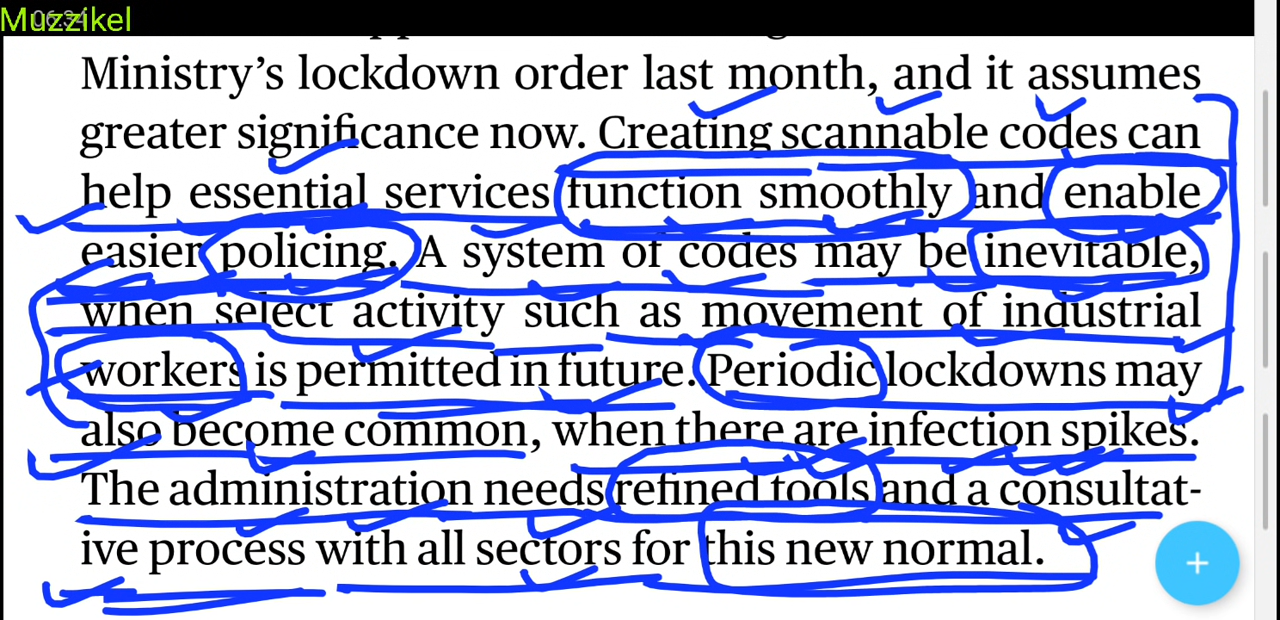 Muzzikel
06:34
Ministry’s lockdown order last month, and it assumes
greater significance now. Creating scannable codes can
help essential services function smoothly and enable
easier policing. A system of codes may be inevitable,
when select activity such as movement of industrial
workers is permitted in future. Periodic lockdowns may
also become common, when there are infection spikes.
The administration needs refined tools and a consultat-
ive process with all sectors for this new normal.
+